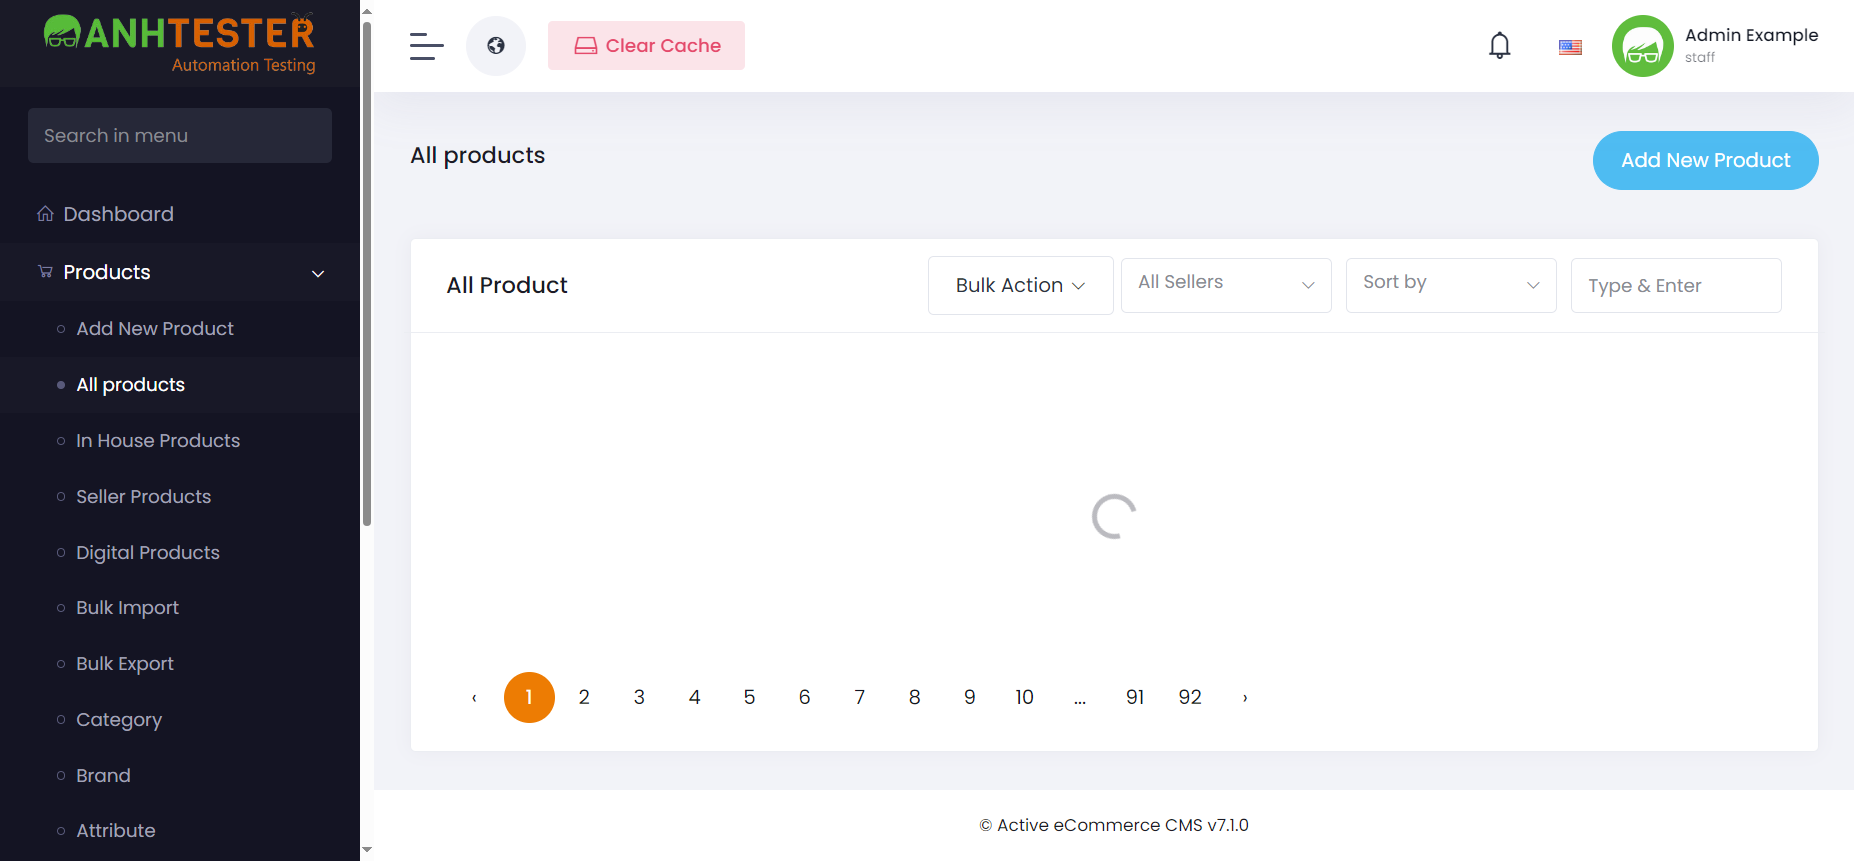 ANHTESTER
Automation Testing
Search in menu
Dashboard
Products
Add New Product
All products
In House Products
Seller Products
Digital Products
Bulk Import
Bulk Export
Category
Brand
Attribute
Clear Cache
Admin Example
staff
All products
Add New Product
All Product
Bulk Action
All Sellers
Sort by
Type & Enter
‹ 1 2 3 4 5 6 7 8 9 10 ... 91 92 ›
© Active eCommerce CMS v7.1.0